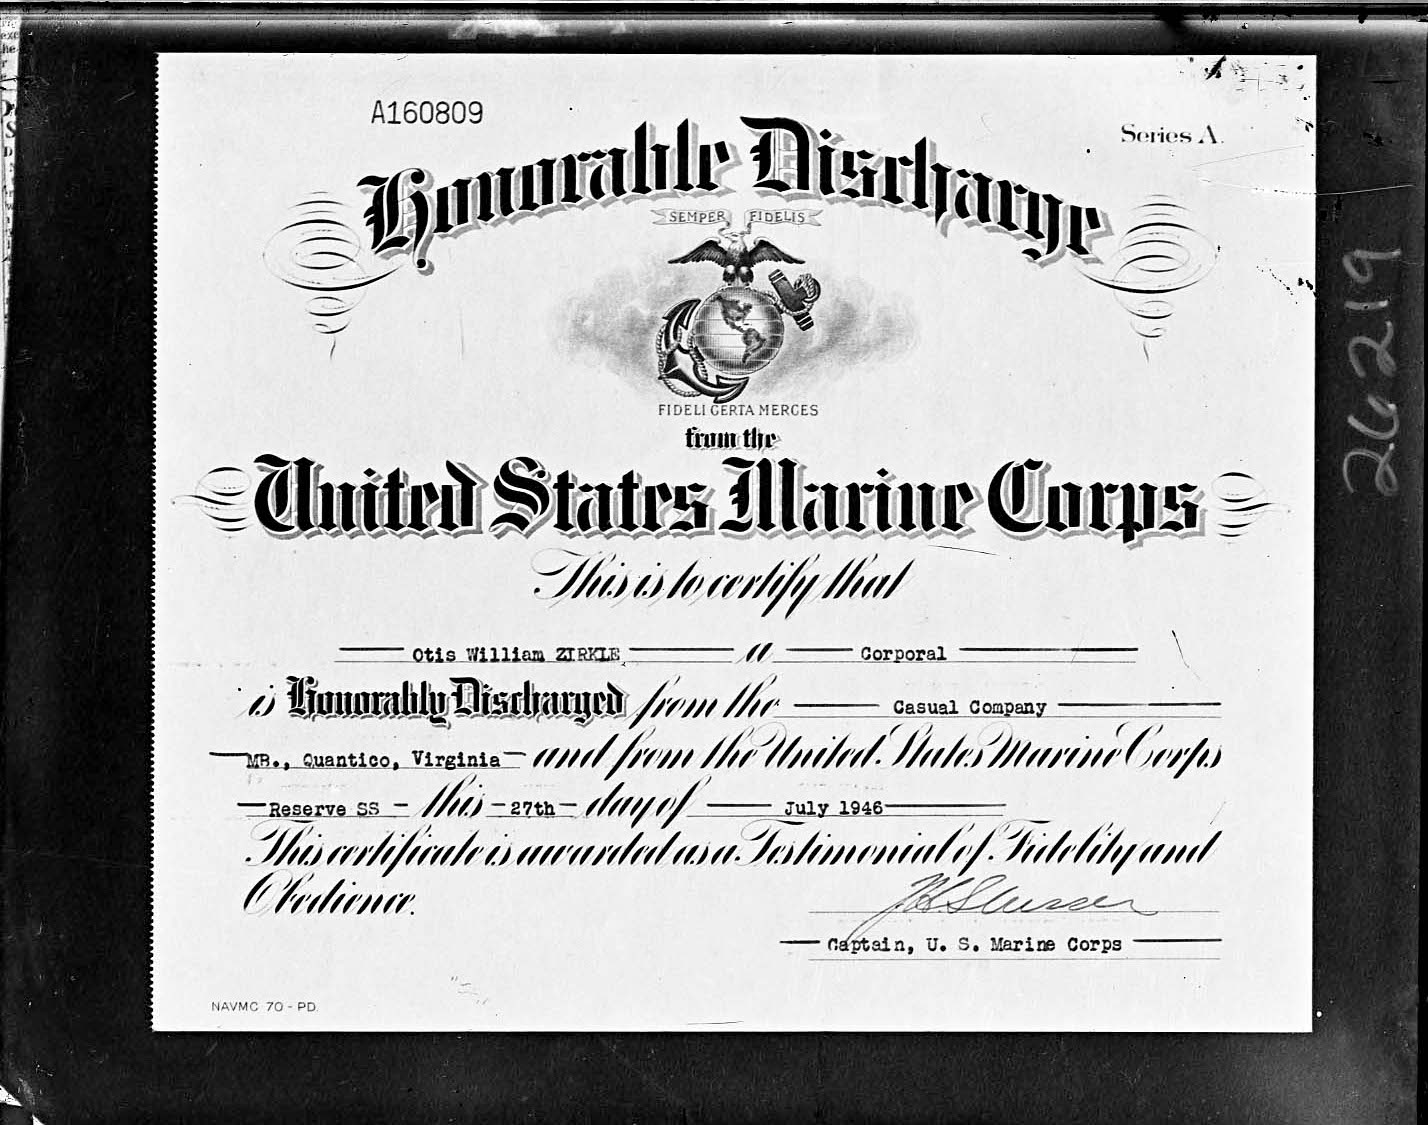 A160809
Series A.
Honorable Discharge
SEMPER FIDELIS
FIDELI CERTA MERCES
from the
United States Marine Corps
This is to certify that
Otis William ZIRKLE a Corporal
is Honorably Discharged from the Casual Company
MB., Quantico, Virginia and from the United States Marine Corps
Reserve SS this 27th day of July 1946
This certificate is awarded as a Testimonial of Fidelity and
Obedience.
Captain, U. S. Marine Corps
NAVMC 70-PD.
26219